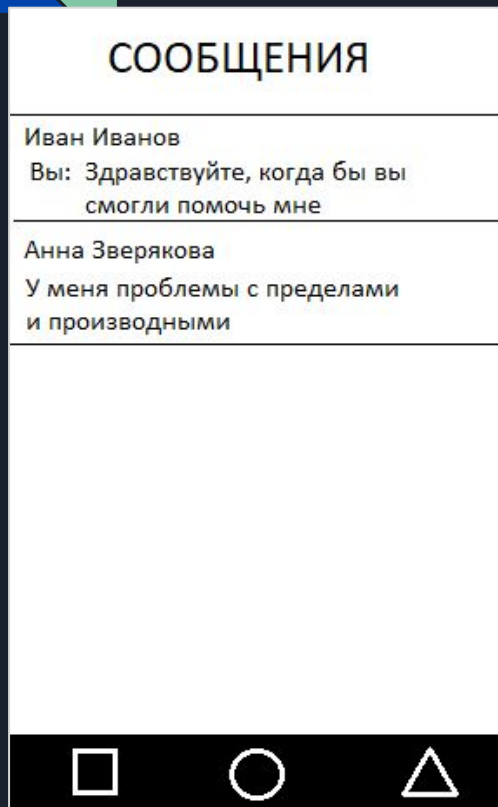 СООБЩЕНИЯ
Иван Иванов
Вы: Здравствуйте, когда бы вы
смогли помочь мне
Анна Зверякова
У меня проблемы с пределами
и производными